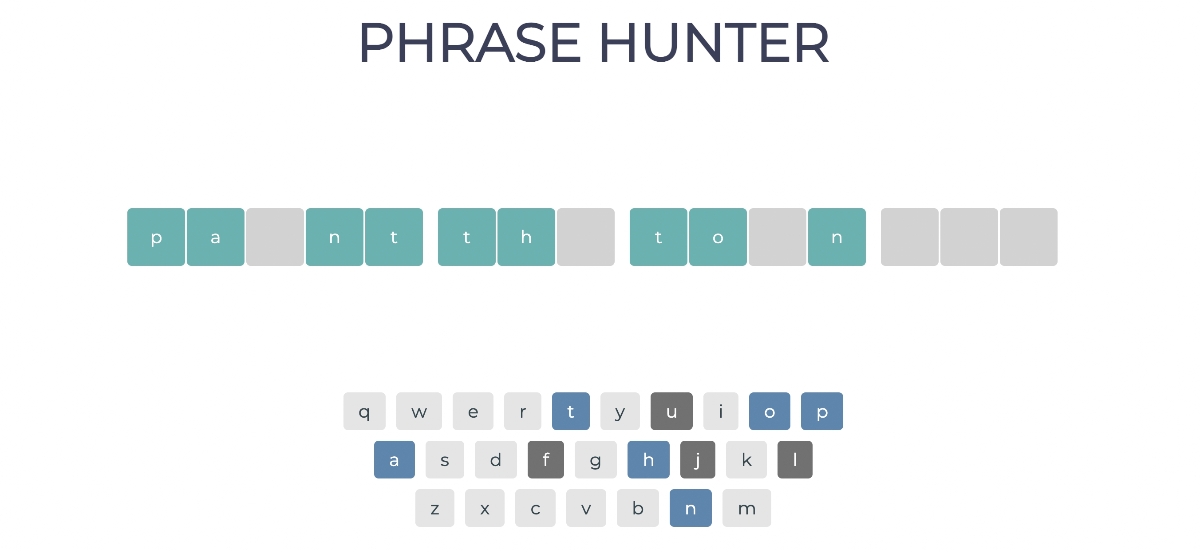 PHRASE HUNTER
p a n t t h t o n
q w e r t y u i o p
a s d f g h j k l
z x c v b n m